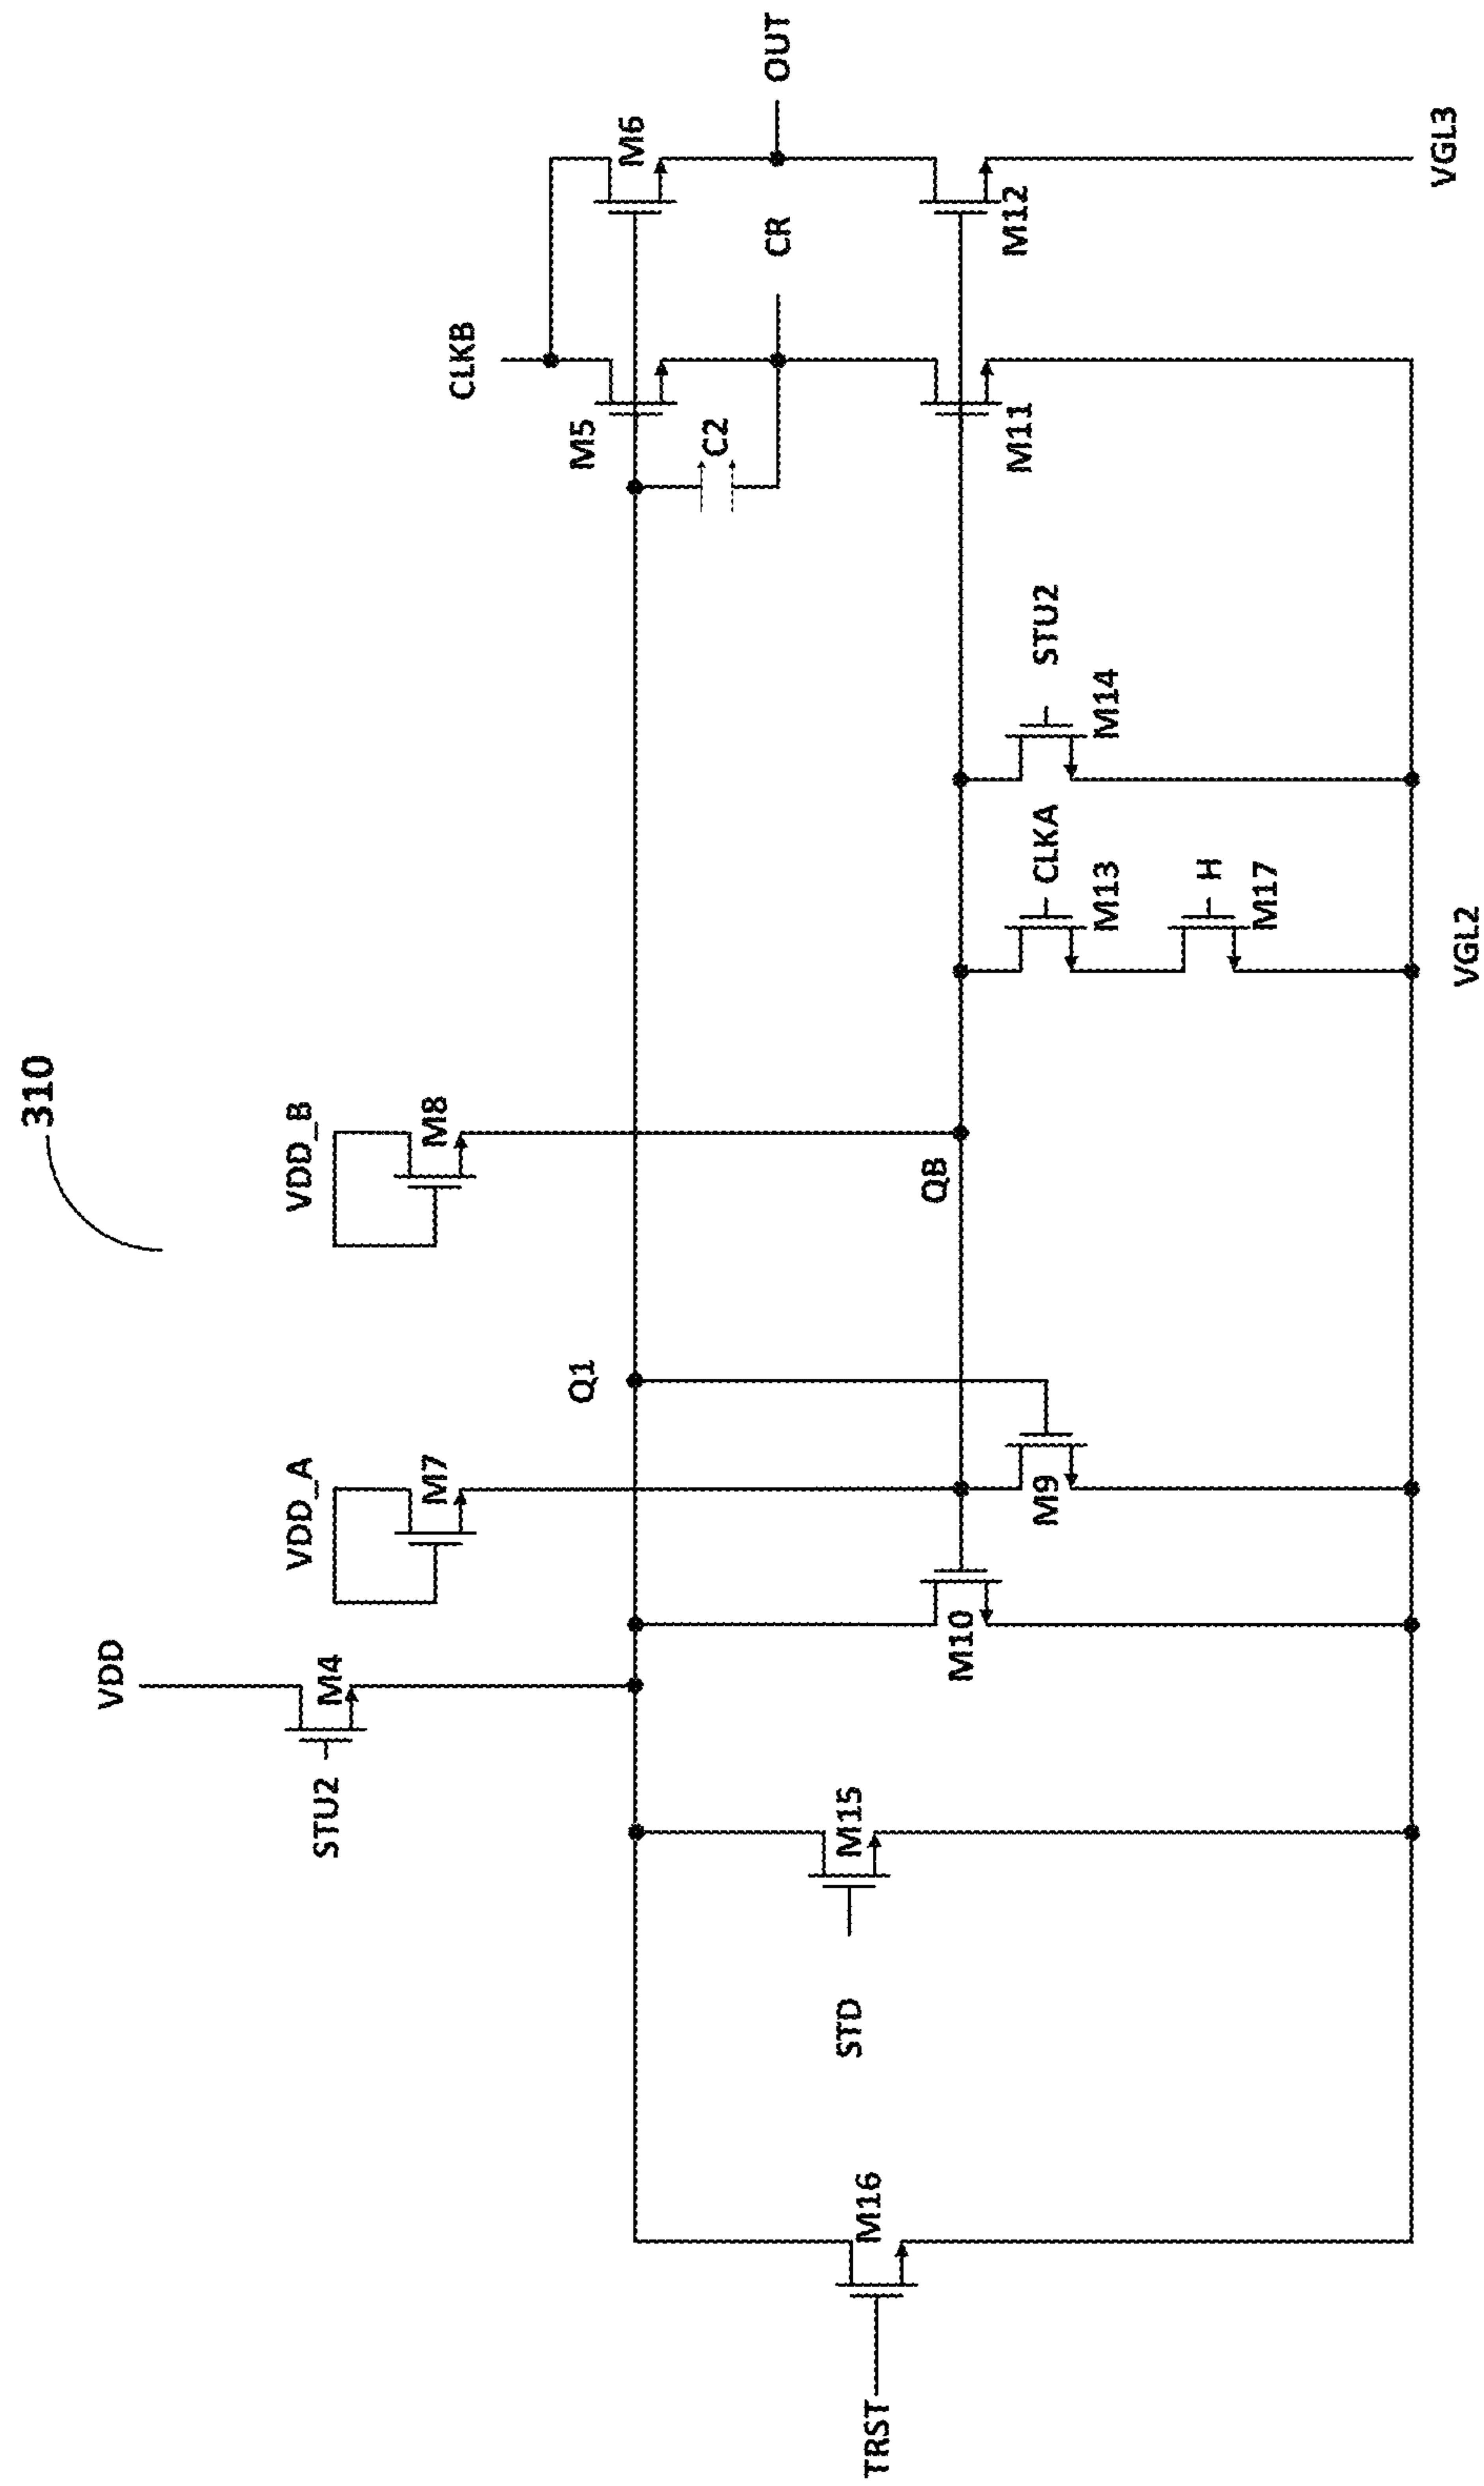 310
VDD
VDD_A
VDD_B
STU2
M4
M7
M8
CLKB
M5
M6
Q1
C2
CR
OUT
TRST
M16
STD
M15
M10
QB
M9
CLKA
M13
STU2
M14
M11
M12
H
M17
VGL2
VGL3